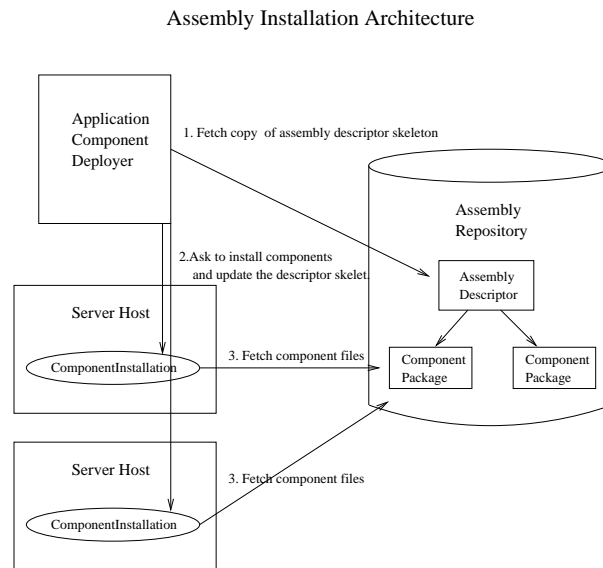 Assembly Installation Architecture
Application
Component
Deployer
1. Fetch copy of assembly descriptor skeleton
Assembly
Repository
2.Ask to install components
and update the descriptor skelet.
Assembly
Descriptor
Server Host
ComponentInstallation
3. Fetch component files
Component
Package
Component
Package
Server Host
3. Fetch component files
ComponentInstallation